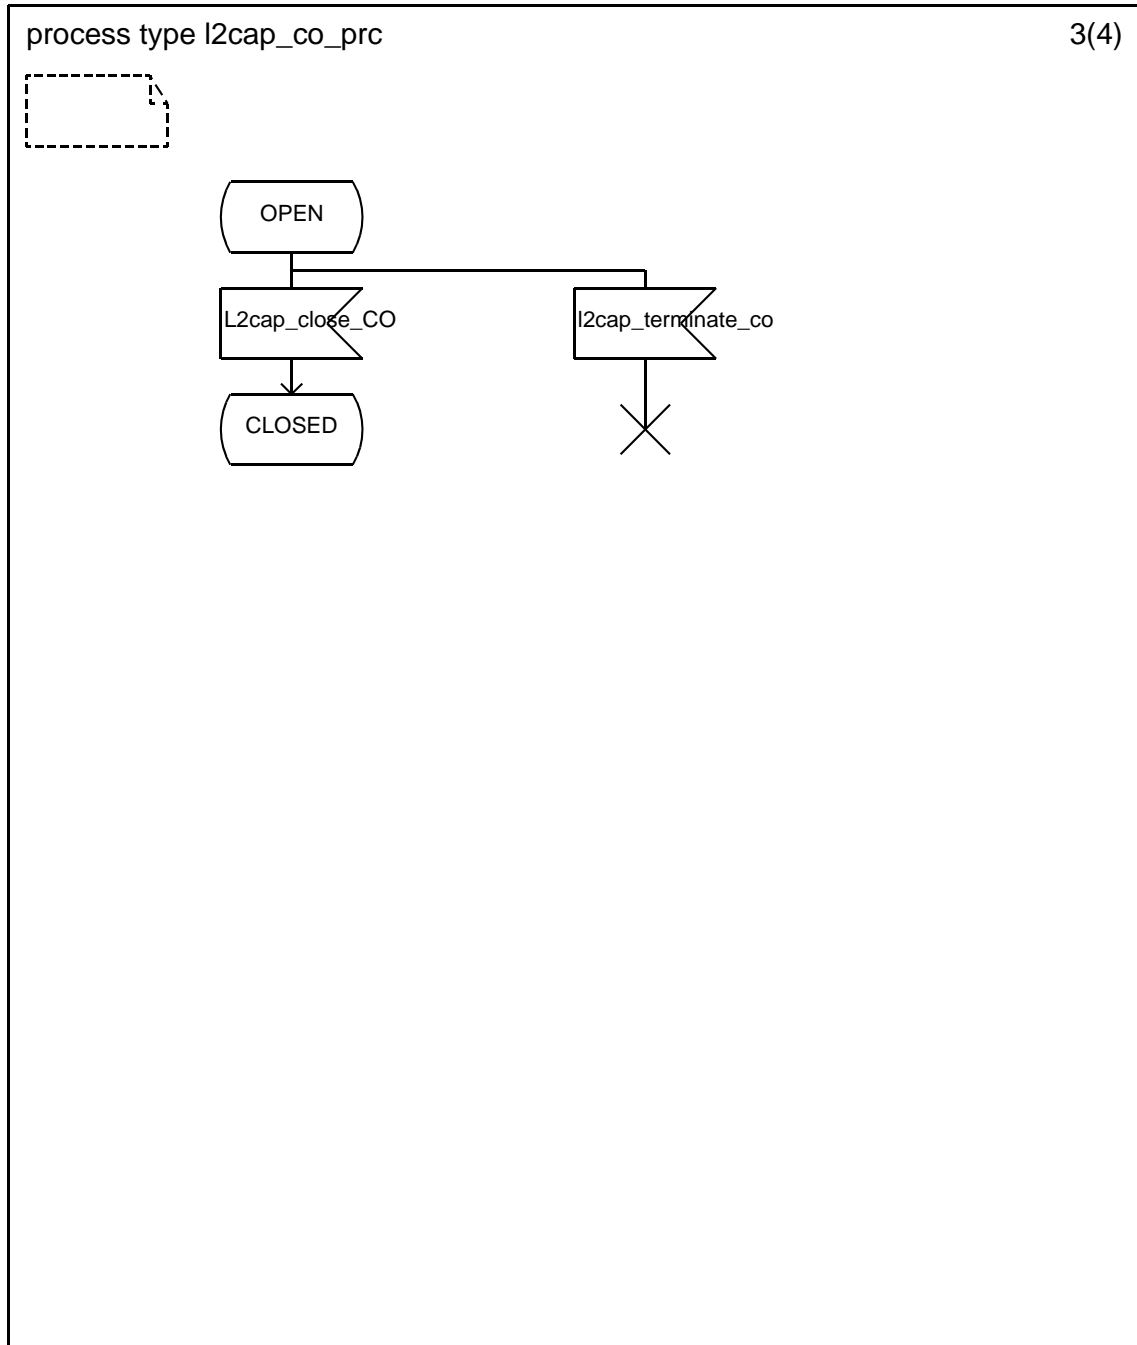 process type l2cap_co_prc 3(4)
OPEN
L2cap_close_CO l2cap_terminate_co
CLOSED